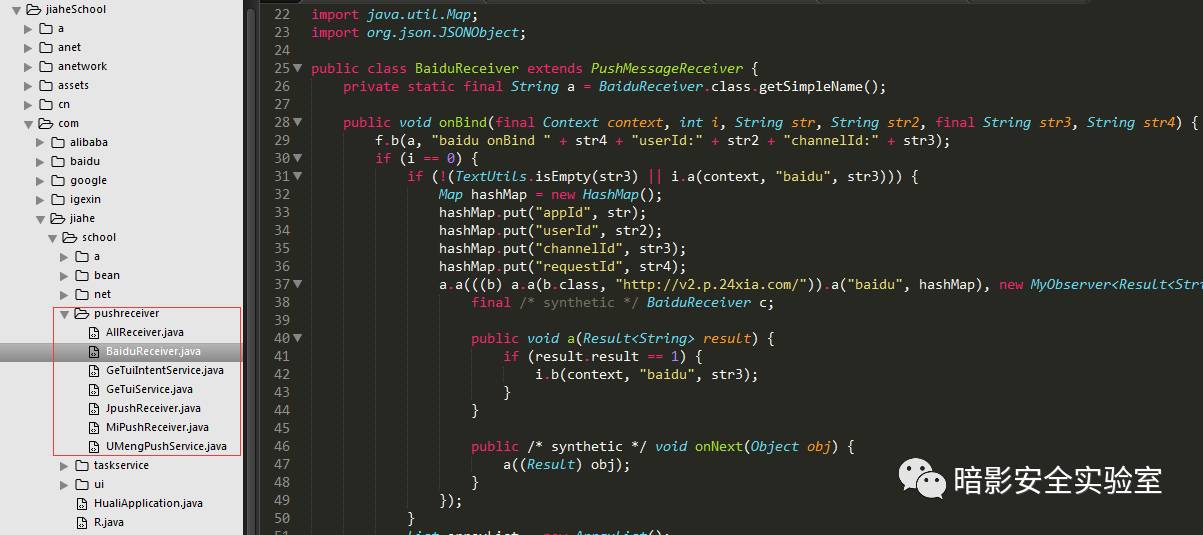 jiaheSchool
a
anet
anetwork
assets
cn
com
alibaba
baidu
google
igexin
jiahe
school
a
bean
net
pushreceiver
AllReceiver.java
BaiduReceiver.java
GeTuiIntentService.java
GeTuiService.java
JpushReceiver.java
MiPushReceiver.java
UMengPushService.java
taskservice
ui
HualiApplication.java
R.java
22 import java.util.Map;
23 import org.json.JSONObject;
24
25 public class BaiduReceiver extends PushMessageReceiver {
26 private static final String a = BaiduReceiver.class.getSimpleName();
27
28 public void onBind(final Context context, int i, String str, String str2, final String str3, String str4) {
29 f.b(a, "baidu onBind " + str4 + "userId:" + str2 + "channelId:" + str3);
30 if (i == 0) {
31 if (!(TextUtils.isEmpty(str3) || i.a(context, "baidu", str3))) {
32 Map hashMap = new HashMap();
33 hashMap.put("appId", str);
34 hashMap.put("userId", str2);
35 hashMap.put("channelId", str3);
36 hashMap.put("requestId", str4);
37 a.a(((b) a.a(b.class, "http://v2.p.24xia.com/")).a("baidu", hashMap), new MyObserver<Result<St
38 final /* synthetic */ BaiduReceiver c;
39
40 public void a(Result<String> result) {
41 if (result.result == 1) {
42 i.b(context, "baidu", str3);
43 }
44 }
45
46 public /* synthetic */ void onNext(Object obj) {
47 a((Result) obj);
48 }
49 });
50 }
51 List arrayList = new ArrayList();
暗影安全实验室